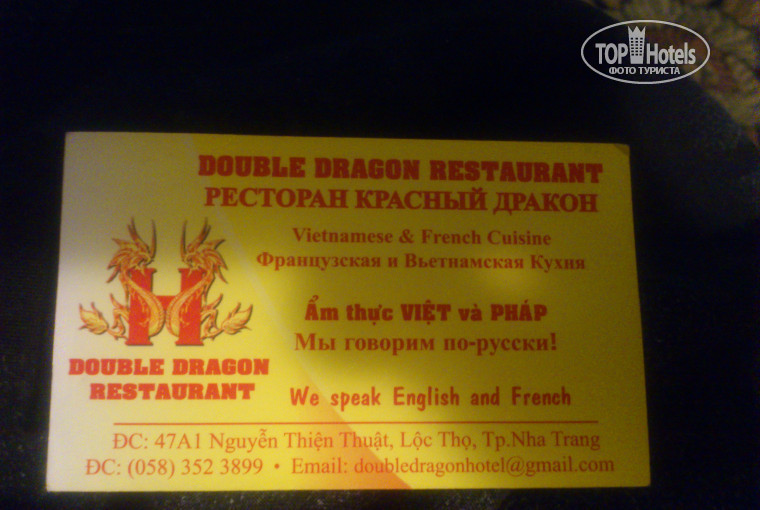 TOP Hotels
ФОТО ТУРИСТА
DOUBLE DRAGON RESTAURANT
РЕСТОРАН КРАСНЫЙ ДРАКОН
Vietnamese & French Cuisine
Французская и Вьетнамская Кухня
Ẩm thực VIỆT và PHÁP
Мы говорим по-русски!
We speak English and French
H
DOUBLE DRAGON
RESTAURANT
ĐC: 47A1 Nguyễn Thiện Thuật, Lộc Thọ, Tp.Nha Trang
ĐC: (058) 352 3899 • Email: doubledragonhotel@gmail.com